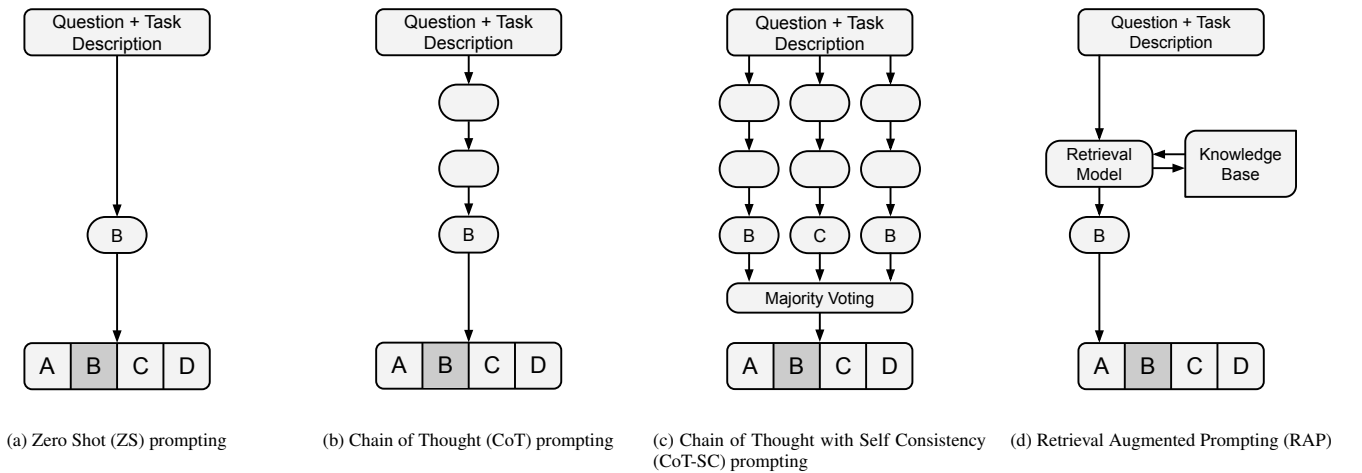 Question + Task
Description
B
A B C D
(a) Zero Shot (ZS) prompting
Question + Task
Description
B
A B C D
(b) Chain of Thought (CoT) prompting
Question + Task
Description
B C B
Majority Voting
A B C D
(c) Chain of Thought with Self Consistency
(CoT-SC) prompting
Question + Task
Description
Retrieval
Model
Knowledge
Base
B
A B C D
(d) Retrieval Augmented Prompting (RAP)